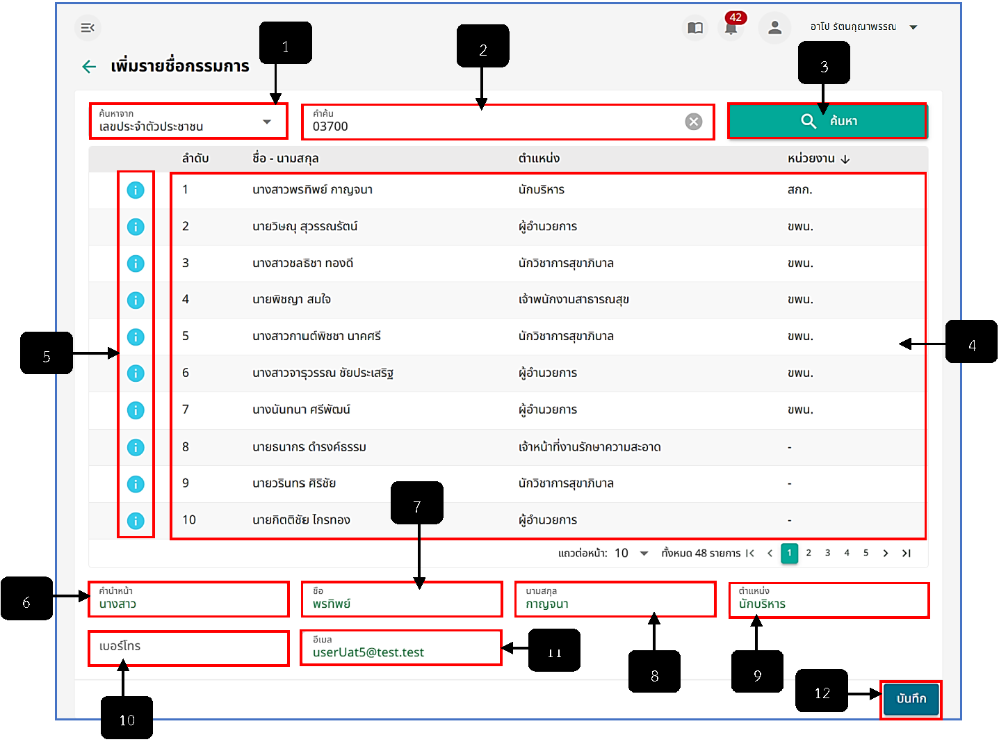 42
อาโป รัตนกุณาพรรณ
1
2
3
เพิ่มรายชื่อกรรมการ
ค้นหาจาก
เลขประจำตัวประชาชน
คำค้น
03700
ค้นหา
ลำดับ ชื่อ - นามสกุล ตำแหน่ง หน่วยงาน
1 นางสาวพรทิพย์ กาญจนา นักบริหาร สกก.
2 นายวิษณุ สุวรรณรัตน์ ผู้อำนวยการ ขพน.
3 นางสาวชลธิชา ทองดี นักวิชาการสุขาภิบาล ขพน.
4 นายพิชญา สมใจ เจ้าพนักงานสาธารณสุข ขพน.
5 นางสาวกานต์พิชชา นาคศรี นักวิชาการสุขาภิบาล ขพน.
4
5
6 นางสาวจารุวรรณ ชัยประเสริฐ ผู้อำนวยการ ขพน.
7 นางนันทนา ศรีพัฒน์ ผู้อำนวยการ ขพน.
8 นายธนากร ดำรงค์ธรรม เจ้าหน้าที่งานรักษาความสะอาด -
9 นายวรินทร ศิริชัย นักวิชาการสุขาภิบาล -
7
10 นายกิตติชัย ไกรทอง ผู้อำนวยการ -
แถวต่อหน้า: 10 ทั้งหมด 48 รายการ 1 2 3 4 5
6
คำนำหน้า
นางสาว
ชื่อ
พรทิพย์
นามสกุล
กาญจนา
ตำแหน่ง
นักบริหาร
เบอร์โทร
อีเมล
userUat5@test.test
11
8
9
12
บันทึก
10